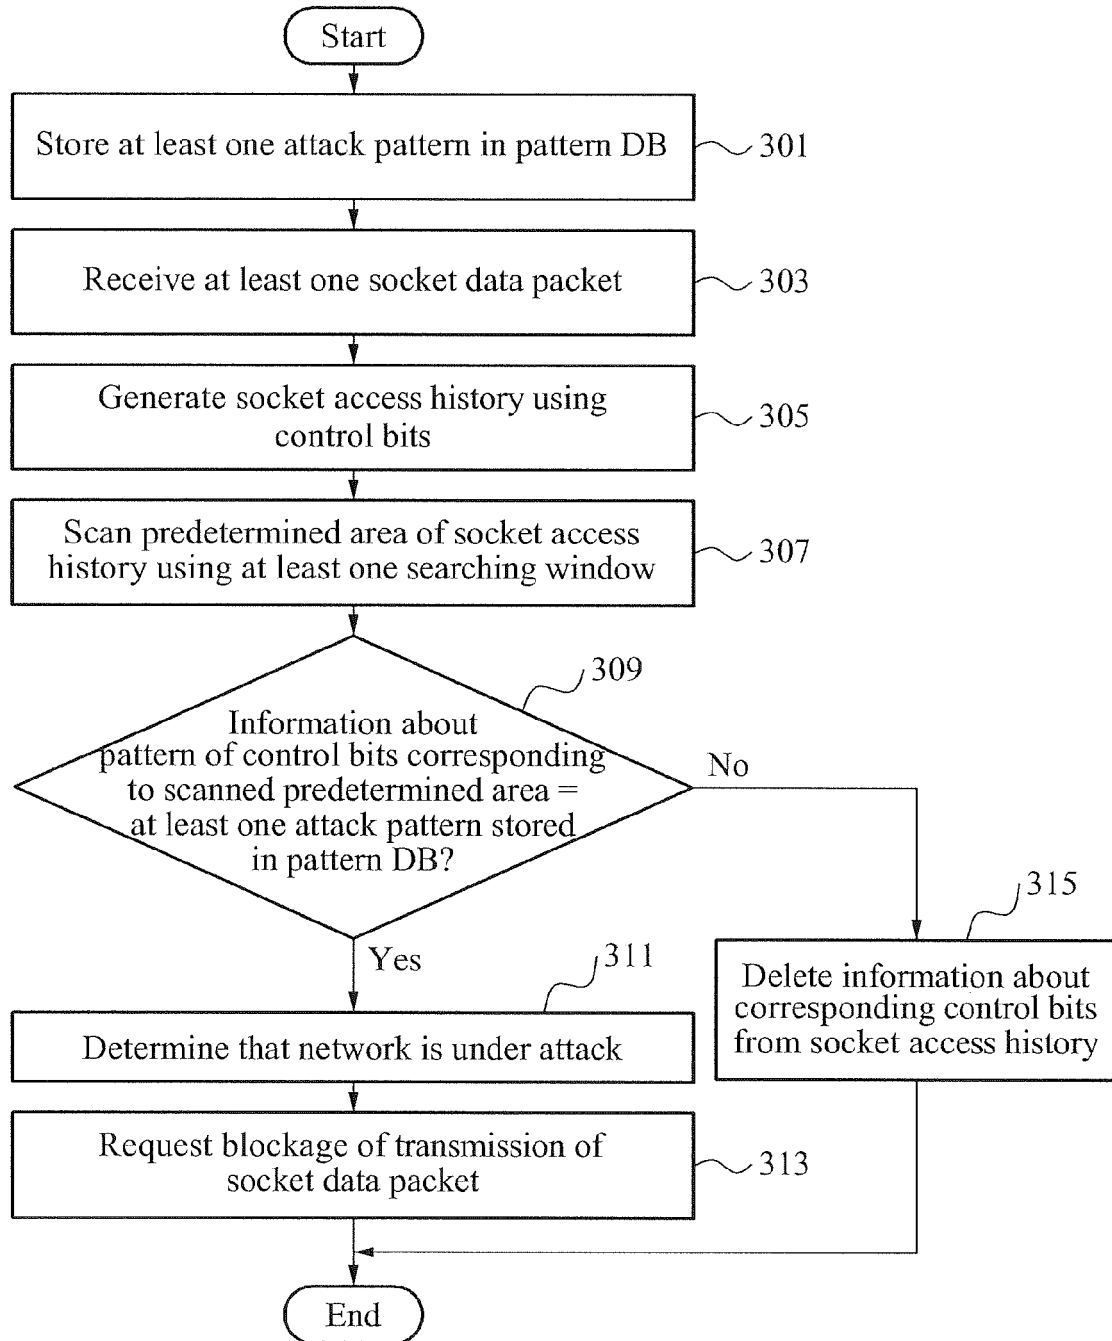 Start
Store at least one attack pattern in pattern DB
301
Receive at least one socket data packet
303
Generate socket access history using
control bits
305
Scan predetermined area of socket access
history using at least one searching window
307
309
Information about
pattern of control bits corresponding
to scanned predetermined area =
at least one attack pattern stored
in pattern DB?
No
Yes
315
Delete information about
corresponding control bits
from socket access history
311
Determine that network is under attack
Request blockage of transmission of
socket data packet
313
End